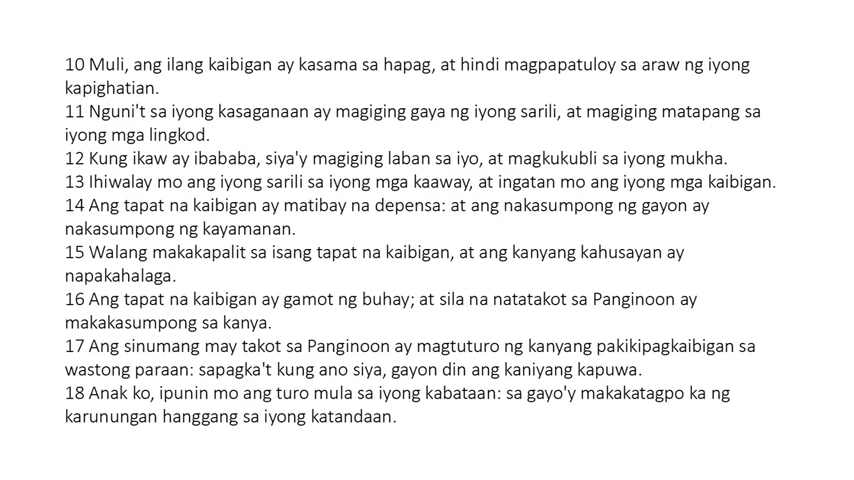 10 Muli, ang ilang kaibigan ay kasama sa hapag, at hindi magpapatuloy sa araw ng iyong
kapighatian.
11 Nguni't sa iyong kasaganaan ay magiging gaya ng iyong sarili, at magiging matapang sa
iyong mga lingkod.
12 Kung ikaw ay ibababa, siya'y magiging laban sa iyo, at magkukubli sa iyong mukha.
13 Ihiwalay mo ang iyong sarili sa iyong mga kaaway, at ingatan mo ang iyong mga kaibigan.
14 Ang tapat na kaibigan ay matibay na depensa: at ang nakasumpong ng gayon ay
nakasumpong ng kayamanan.
15 Walang makakapalit sa isang tapat na kaibigan, at ang kanyang kahusayan ay
napakahalaga.
16 Ang tapat na kaibigan ay gamot ng buhay; at sila na natatakot sa Panginoon ay
makakasumpong sa kanya.
17 Ang sinumang may takot sa Panginoon ay magtuturo ng kanyang pakikipagkaibigan sa
wastong paraan: sapagka't kung ano siya, gayon din ang kaniyang kapuwa.
18 Anak ko, ipunin mo ang turo mula sa iyong kabataan: sa gayo'y makakatagpo ka ng
karunungan hanggang sa iyong katandaan.